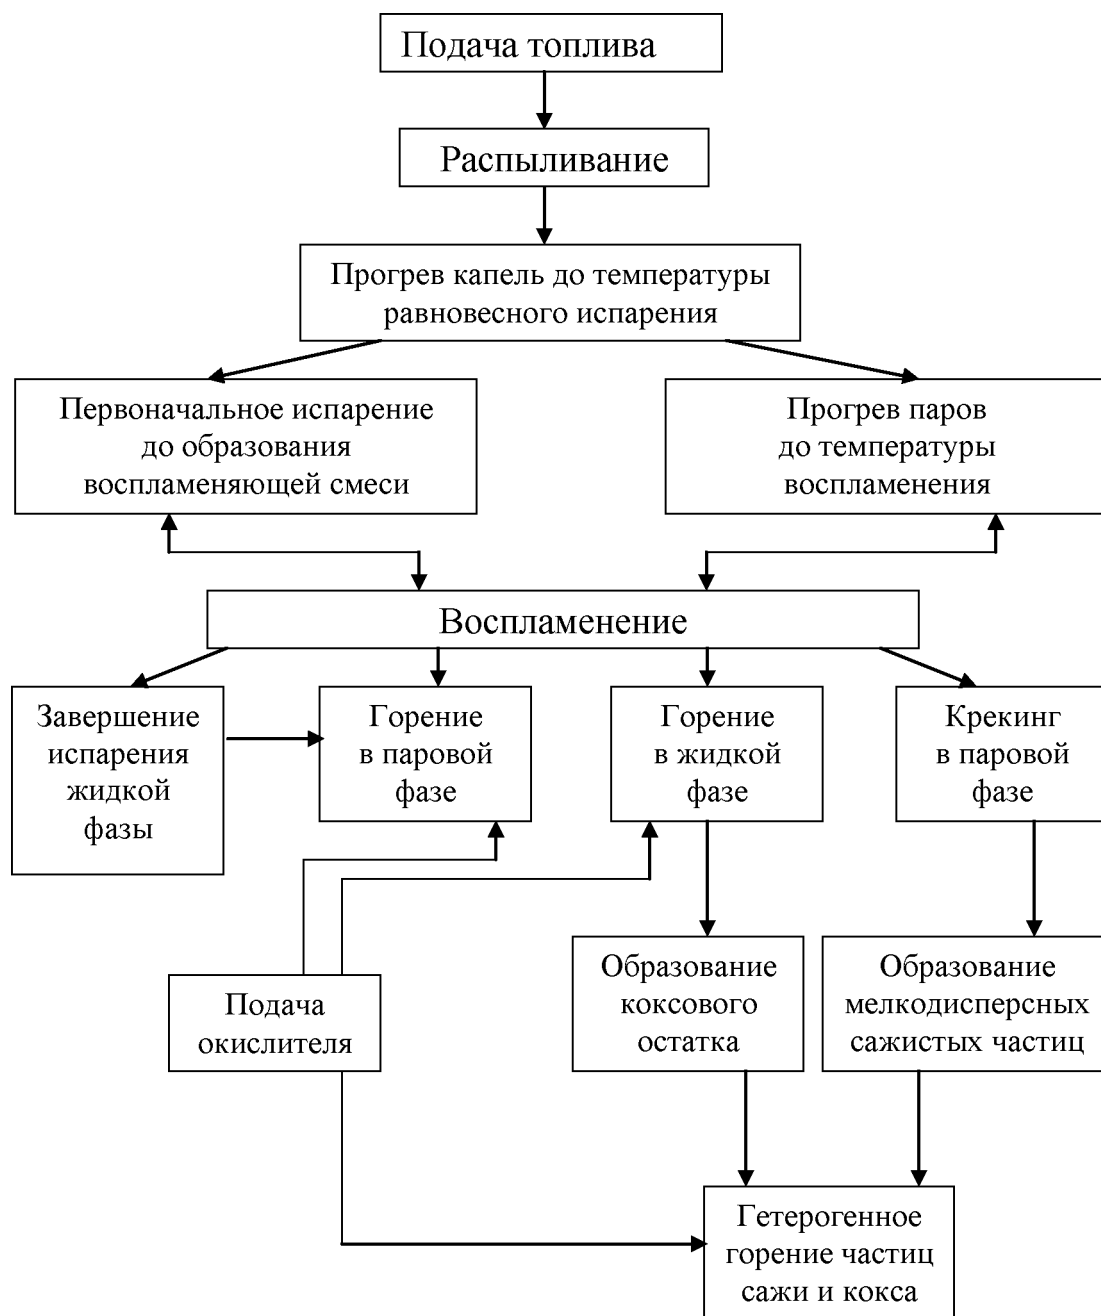 Подача топлива
Распыливание
Прогрев капель до температуры
равновесного испарения
Первоначальное испарение
до образования
воспламеняющей смеси
Прогрев паров
до температуры
воспламенения
Воспламенение
Завершение
испарения
жидкой
фазы
Горение
в паровой
фазе
Горение
в жидкой
фазе
Крекинг
в паровой
фазе
Подача
окислителя
Образование
коксового
остатка
Образование
мелкодисперсных
сажистых частиц
Гетерогенное
горение частиц
сажи и кокса